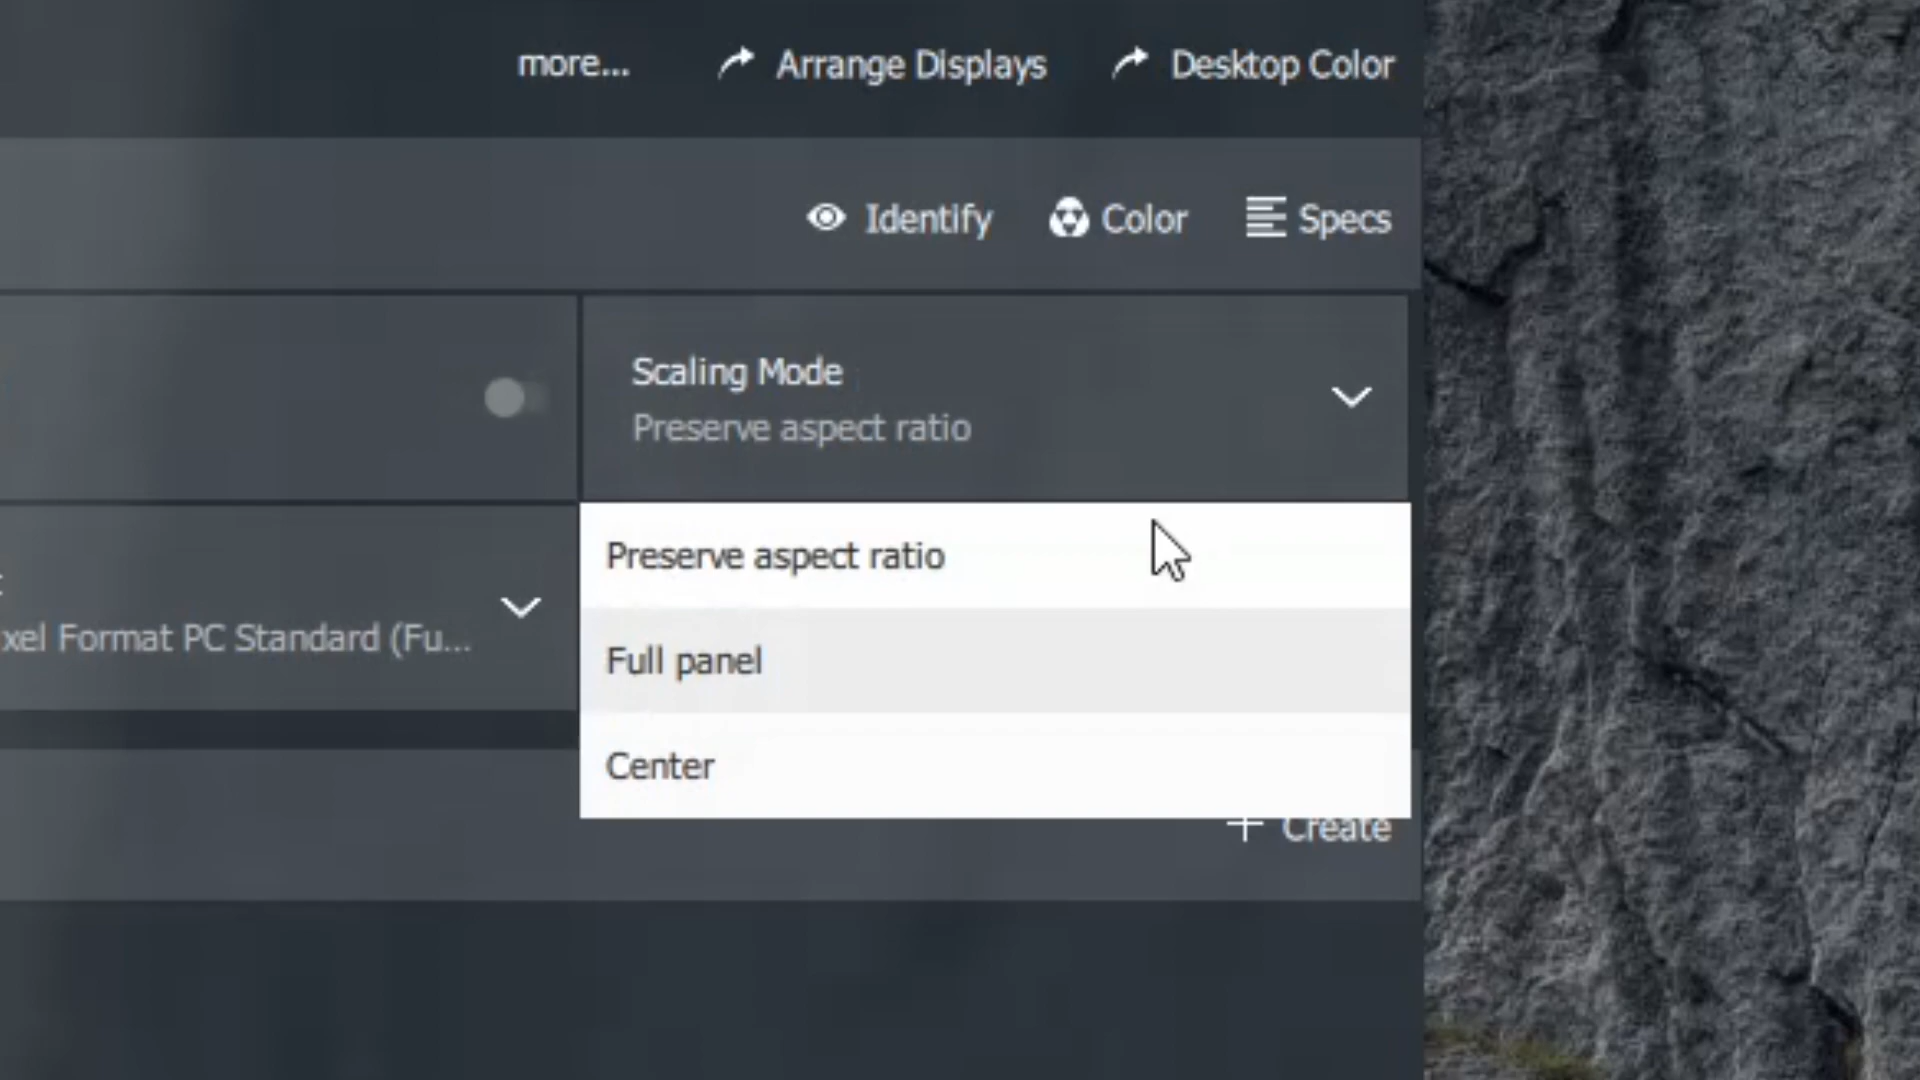 more... Arrange Displays Desktop Color
Identify Color Specs
Scaling Mode
Preserve aspect ratio
Preserve aspect ratio
Format PC Standard (Fu...
Full panel
Center
Create